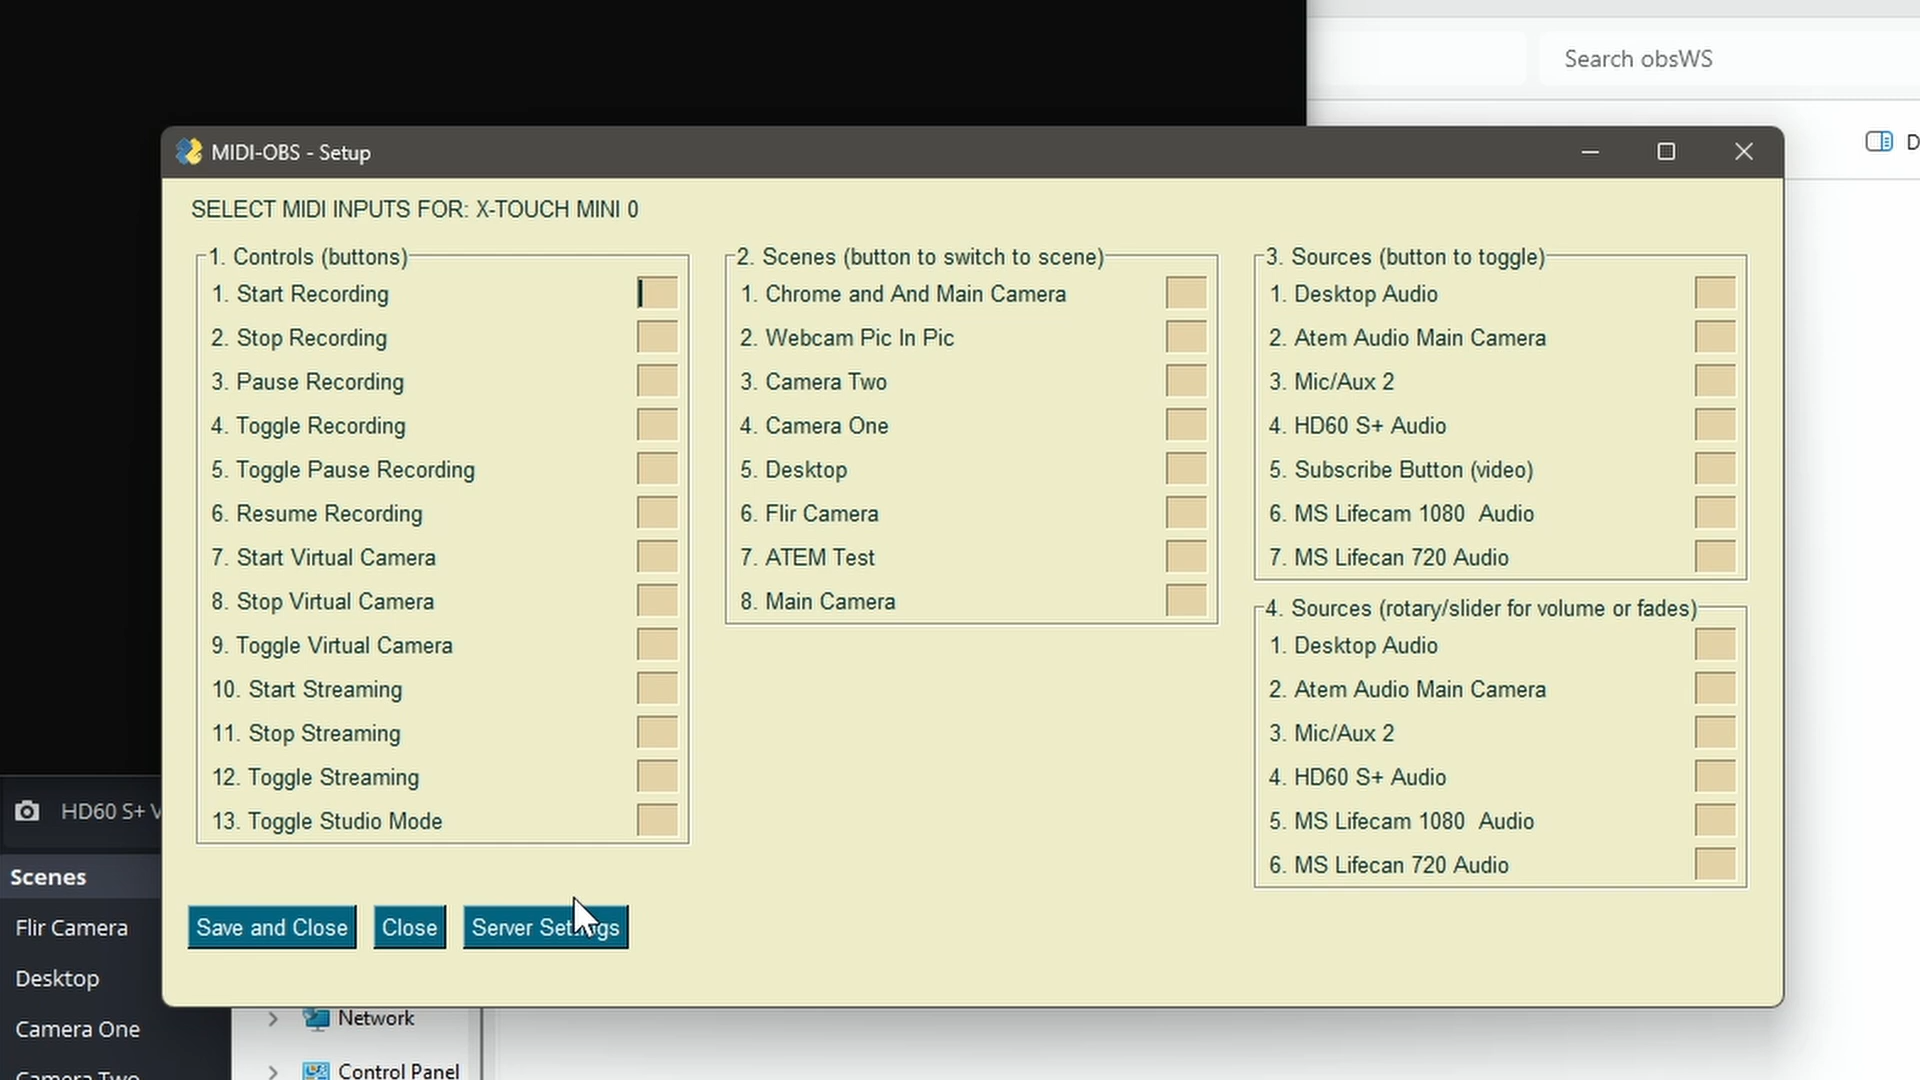 Search obsWS
D
MIDI-OBS - Setup
SELECT MIDI INPUTS FOR: X-TOUCH MINI 0
1. Controls (buttons)
1. Start Recording
2. Stop Recording
3. Pause Recording
4. Toggle Recording
5. Toggle Pause Recording
6. Resume Recording
7. Start Virtual Camera
8. Stop Virtual Camera
9. Toggle Virtual Camera
10. Start Streaming
11. Stop Streaming
12. Toggle Streaming
13. Toggle Studio Mode
2. Scenes (button to switch to scene)
1. Chrome and And Main Camera
2. Webcam Pic In Pic
3. Camera Two
4. Camera One
5. Desktop
6. Flir Camera
7. ATEM Test
8. Main Camera
3. Sources (button to toggle)
1. Desktop Audio
2. Atem Audio Main Camera
3. Mic/Aux 2
4. HD60 S+ Audio
5. Subscribe Button (video)
6. MS Lifecam 1080  Audio
7. MS Lifecan 720 Audio
4. Sources (rotary/slider for volume or fades)
1. Desktop Audio
2. Atem Audio Main Camera
3. Mic/Aux 2
4. HD60 S+ Audio
5. MS Lifecam 1080  Audio
6. MS Lifecan 720 Audio
Save and Close
Close
Server Settings
HD60 S+ V
Scenes
Flir Camera
Desktop
Camera One
Camera Two
Network
Control Panel